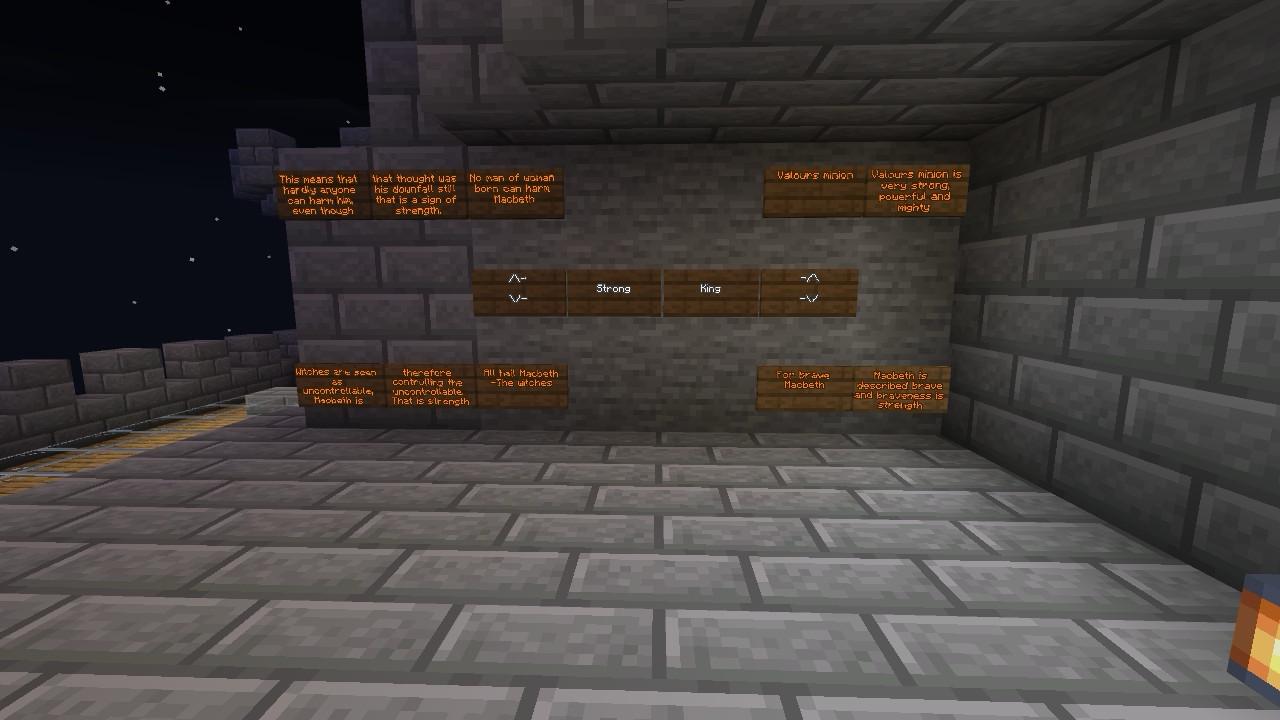 This means that
hardly anyone
can harm him,
even though
that thought was
his downfall still
that is a sign of
strength.
No man of woman
born can harm
Macbeth
Valours minion
Valours minion is
very strong,
powerful and
mighty
/\-
\/-
Strong
King
-/\
-\/
Witches are seen
as
uncontrollable,
Macbeth is
therefore
controlling the
uncontrollable.
That is strength
All hail Macbeth
-The witches
For brave
Macbeth
Macbeth is
described brave
and braveness is
strength